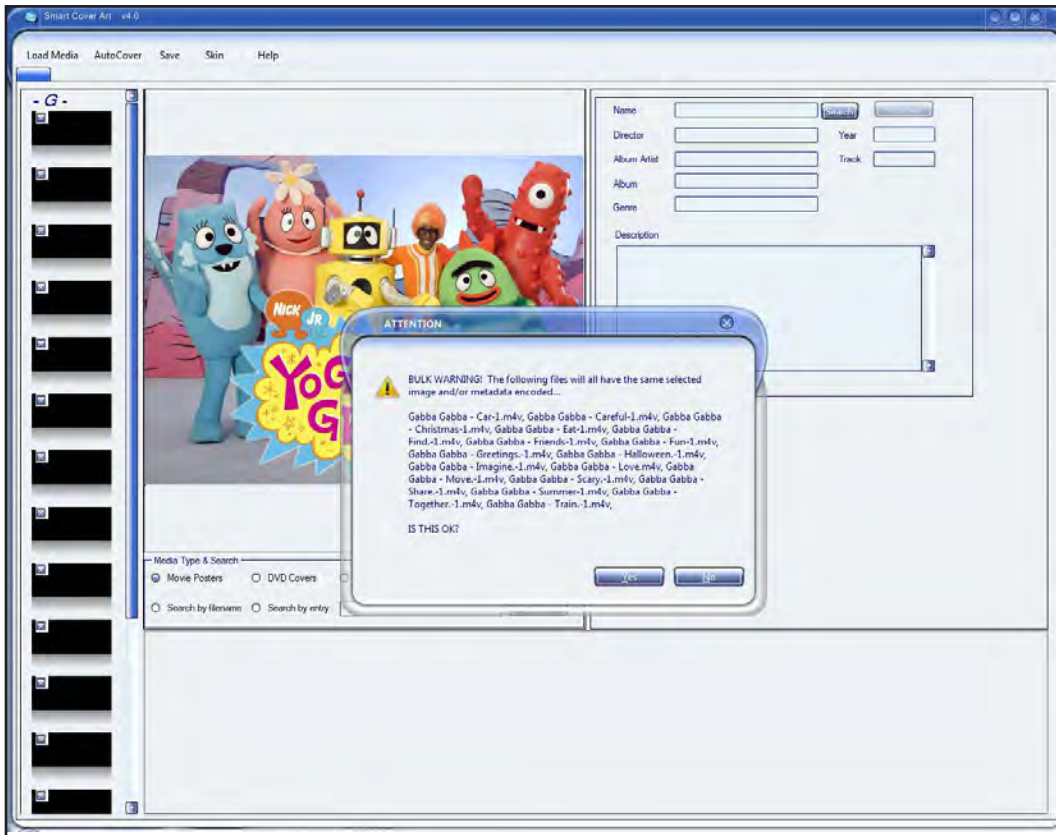 Smart Cover Art v4.0
Load Media AutoCover Save Skin Help
- G -
Name Search
Director Year
Album Artist Track
Album
Genre
Description
NICK JR
YO G
G
ATTENTION
BULK WARNING! The following files will all have the same selected
image and/or metadata encoded...
Gabba Gabba - Car-1.m4v, Gabba Gabba - Careful-1.m4v, Gabba Gabba
- Christmas-1.m4v, Gabba Gabba - Eat-1.m4v, Gabba Gabba -
Find.-1.m4v, Gabba Gabba - Friends-1.m4v, Gabba Gabba - Fun-1.m4v,
Gabba Gabba - Greetings.-1.m4v, Gabba Gabba - Halloween.-1.m4v,
Gabba Gabba - Imagine.-1.m4v, Gabba Gabba - Love.m4v, Gabba
Gabba - Move.-1.m4v, Gabba Gabba - Scary.-1.m4v, Gabba Gabba -
Share.-1.m4v, Gabba Gabba - Summer-1.m4v, Gabba Gabba -
Together.-1.m4v, Gabba Gabba - Train.-1.m4v,
IS THIS OK?
Yes No
Media Type & Search
Movie Posters DVD Covers
Search by filename Search by entry